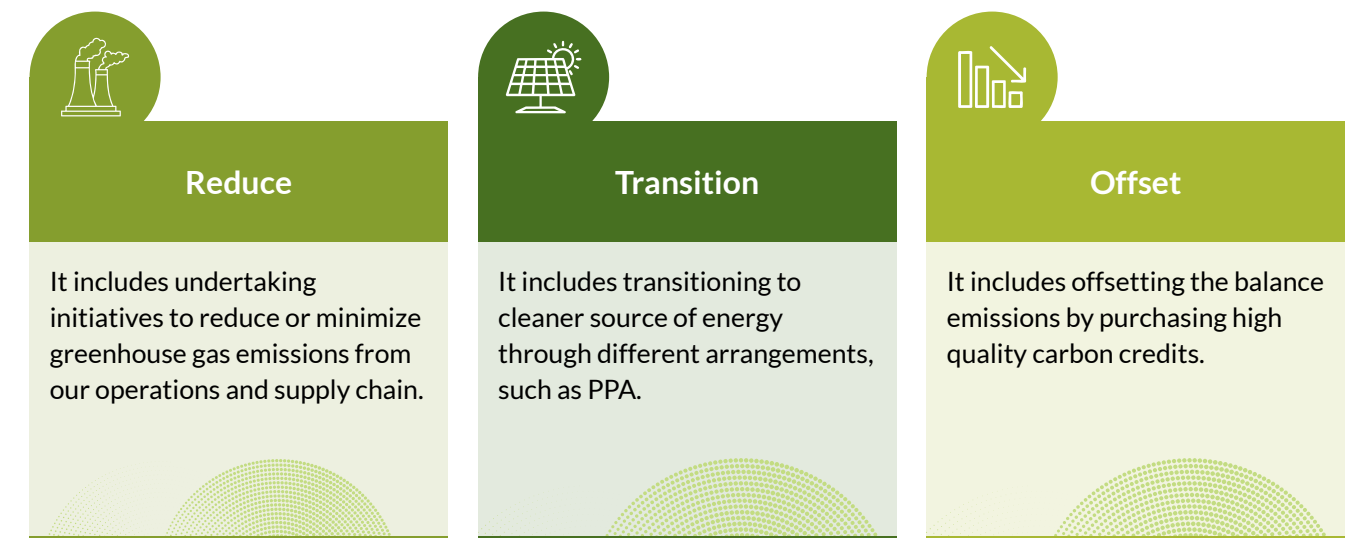 Reduce
It includes undertaking
initiatives to reduce or minimize
greenhouse gas emissions from
our operations and supply chain.
Transition
It includes transitioning to
cleaner source of energy
through different arrangements,
such as PPA.
Offset
It includes offsetting the balance
emissions by purchasing high
quality carbon credits.